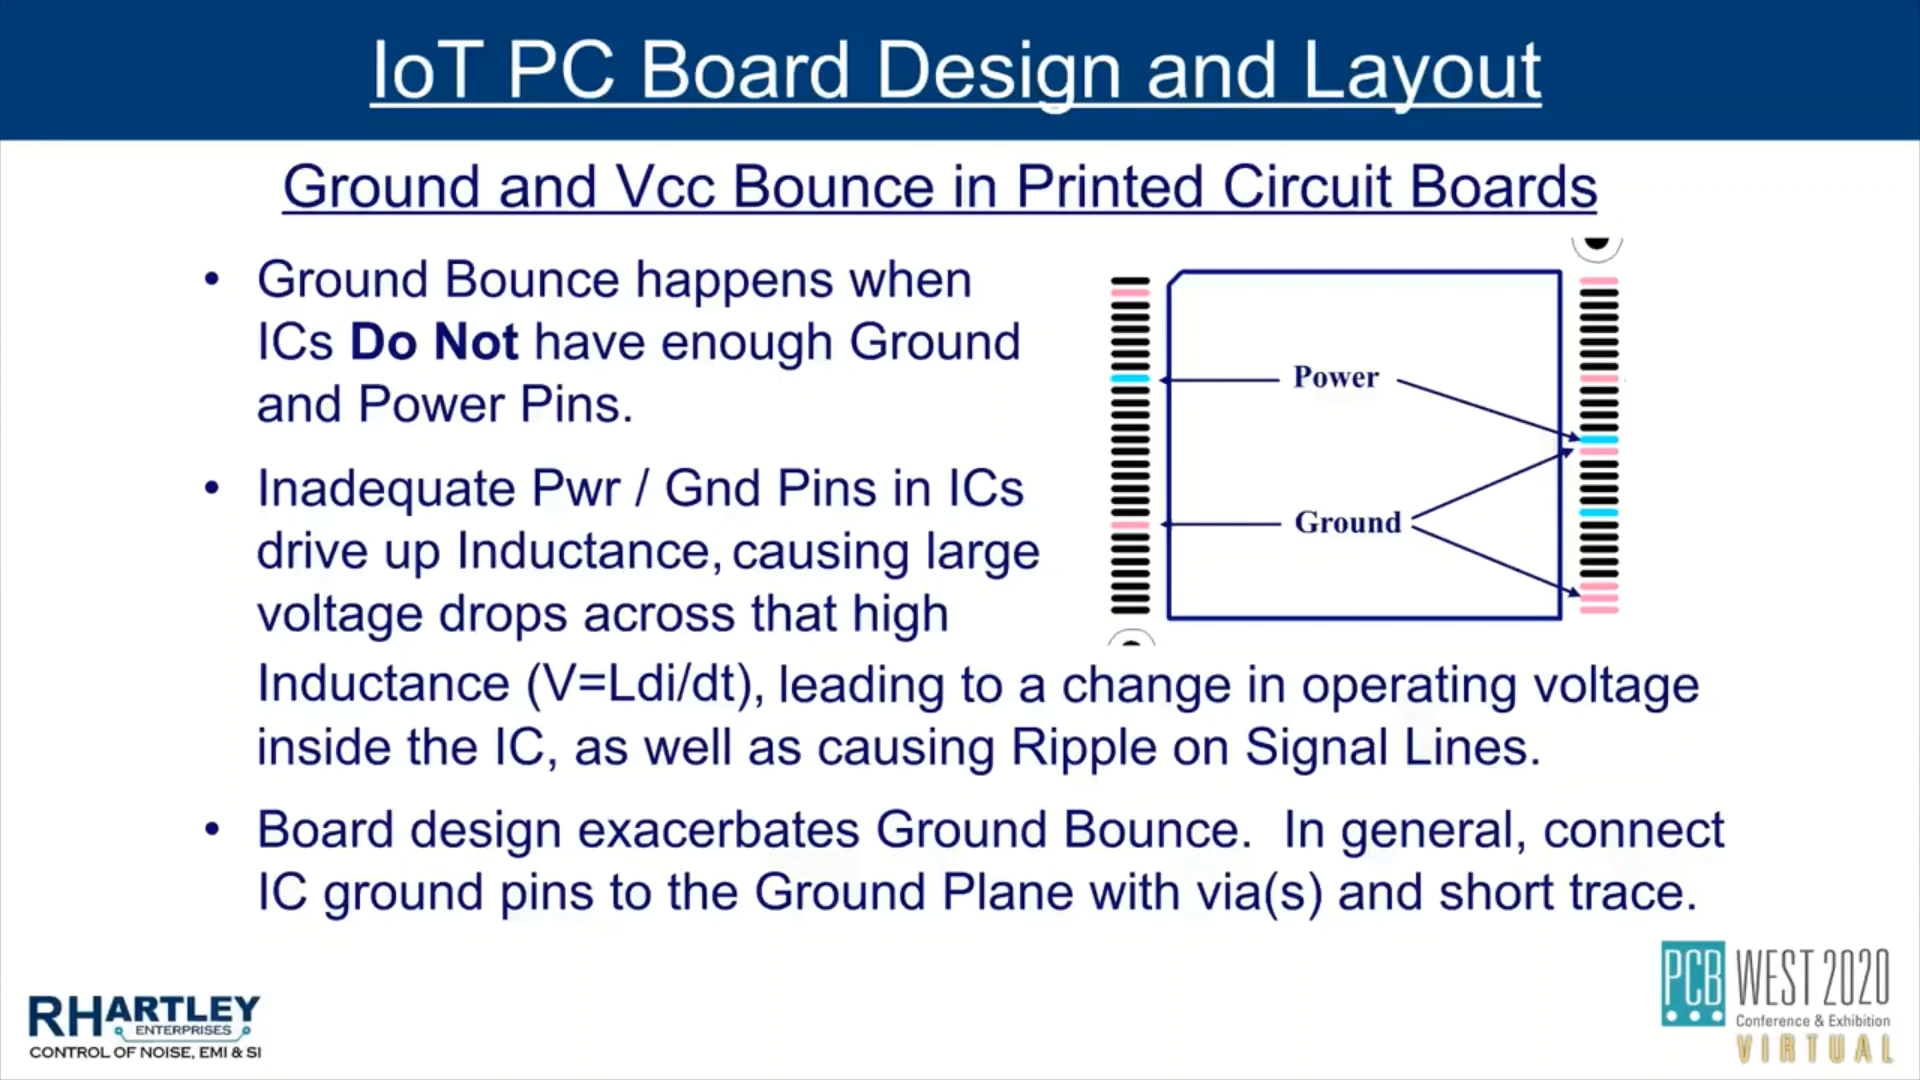 IoT PC Board Design and Layout
Ground and Vcc Bounce in Printed Circuit Boards
• Ground Bounce happens when
ICs Do Not have enough Ground
and Power Pins.
• Inadequate Pwr / Gnd Pins in ICs
drive up Inductance, causing large
voltage drops across that high
Inductance (V=Ldi/dt), leading to a change in operating voltage
inside the IC, as well as causing Ripple on Signal Lines.
• Board design exacerbates Ground Bounce. In general, connect
IC ground pins to the Ground Plane with via(s) and short trace.
Power
Ground
RHARTLEY
ENTERPRISES
CONTROL OF NOISE, EMI & SI
PCB WEST 2020
Conference & Exhibition
VIRTUAL